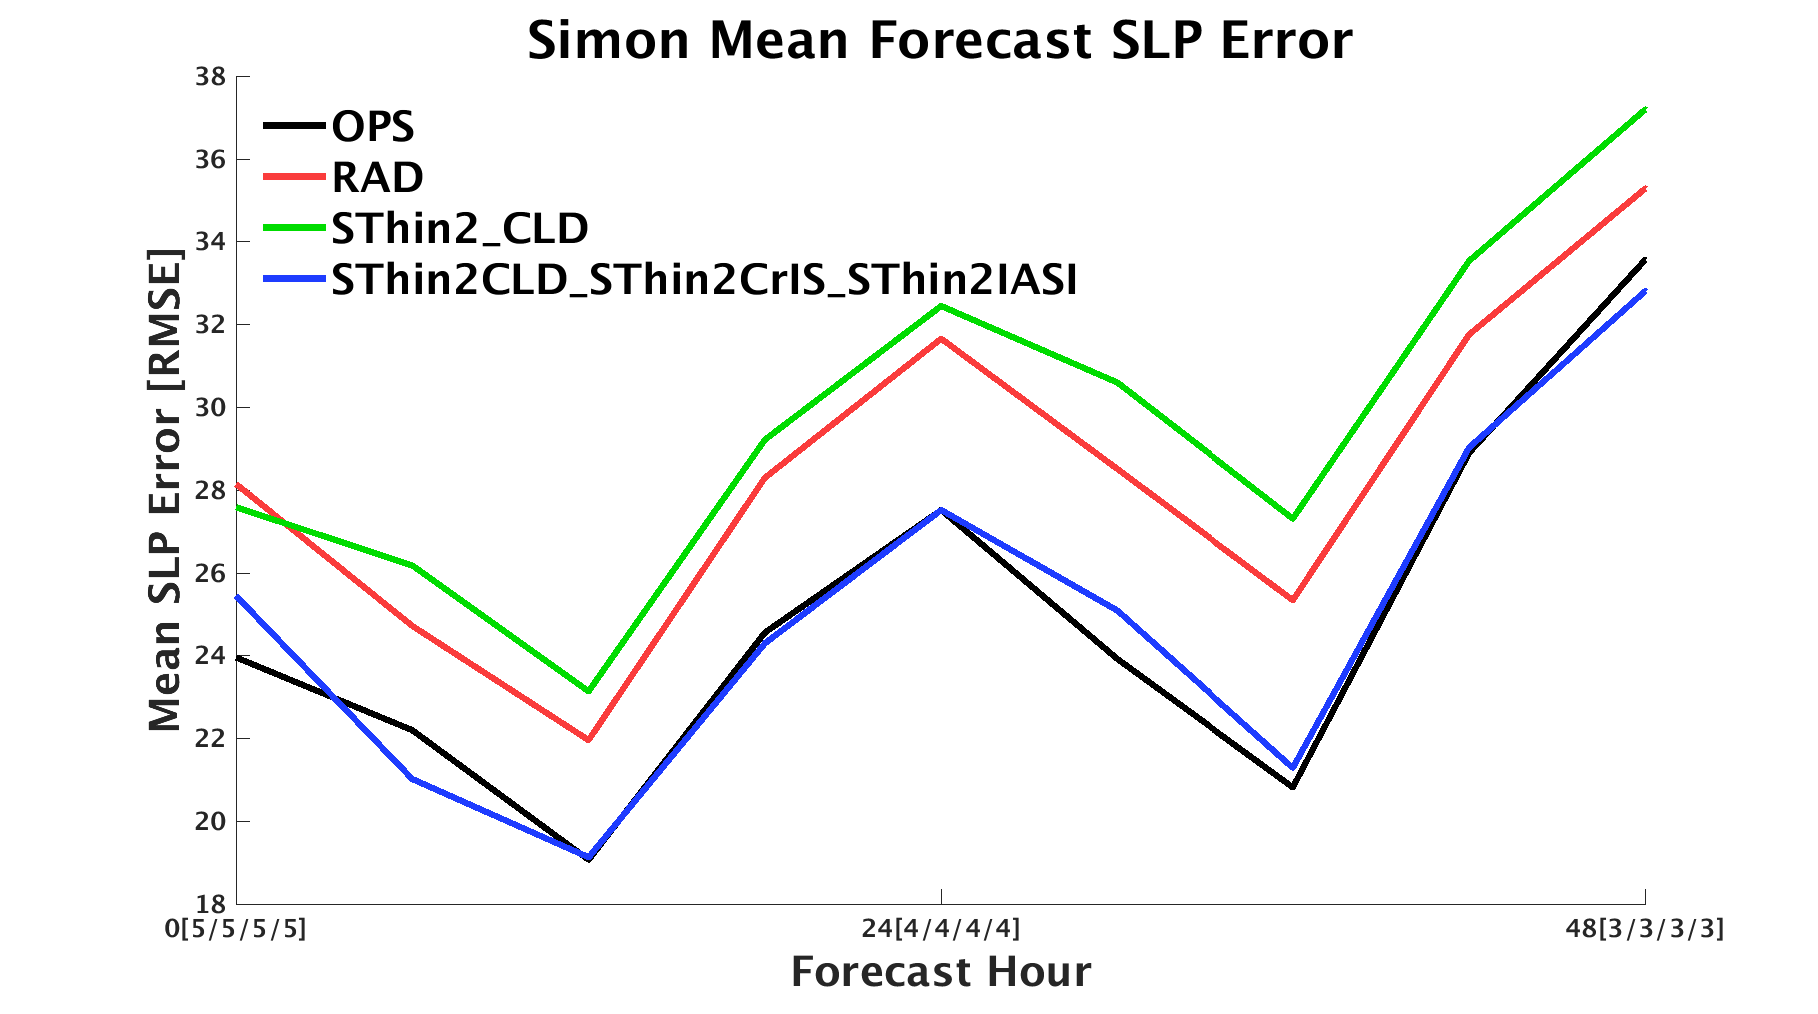 Simon Mean Forecast SLP Error
38
36
34
32
30
28
26
24
22
20
18
Mean SLP Error [RMSE]
OPS
RAD
SThin2_CLD
SThin2CLD_SThin2CrIS_SThin2IASI
0[5/5/5/5]
24[4/4/4/4]
48[3/3/3/3]
Forecast Hour